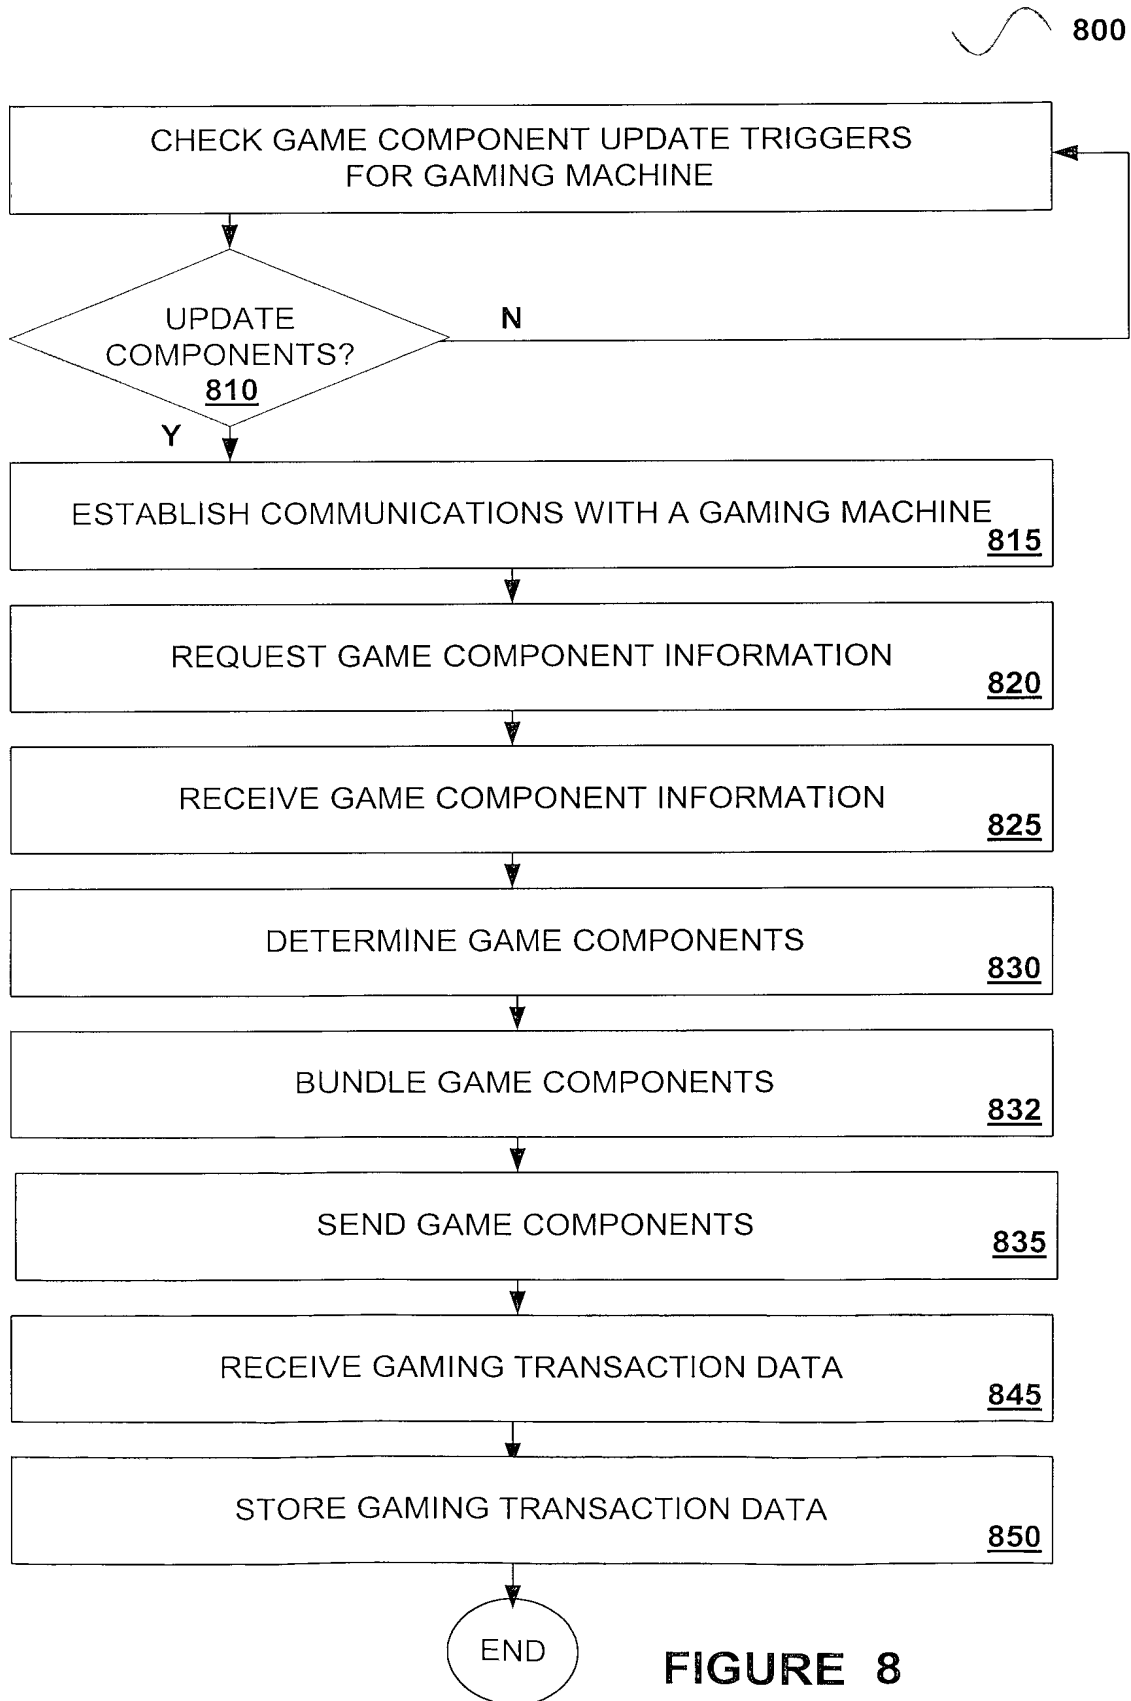 800
CHECK GAME COMPONENT UPDATE TRIGGERS
FOR GAMING MACHINE
UPDATE
COMPONENTS?
810
N
Y
ESTABLISH COMMUNICATIONS WITH A GAMING MACHINE
815
REQUEST GAME COMPONENT INFORMATION
820
RECEIVE GAME COMPONENT INFORMATION
825
DETERMINE GAME COMPONENTS
830
BUNDLE GAME COMPONENTS
832
SEND GAME COMPONENTS
835
RECEIVE GAMING TRANSACTION DATA
845
STORE GAMING TRANSACTION DATA
850
END
FIGURE 8